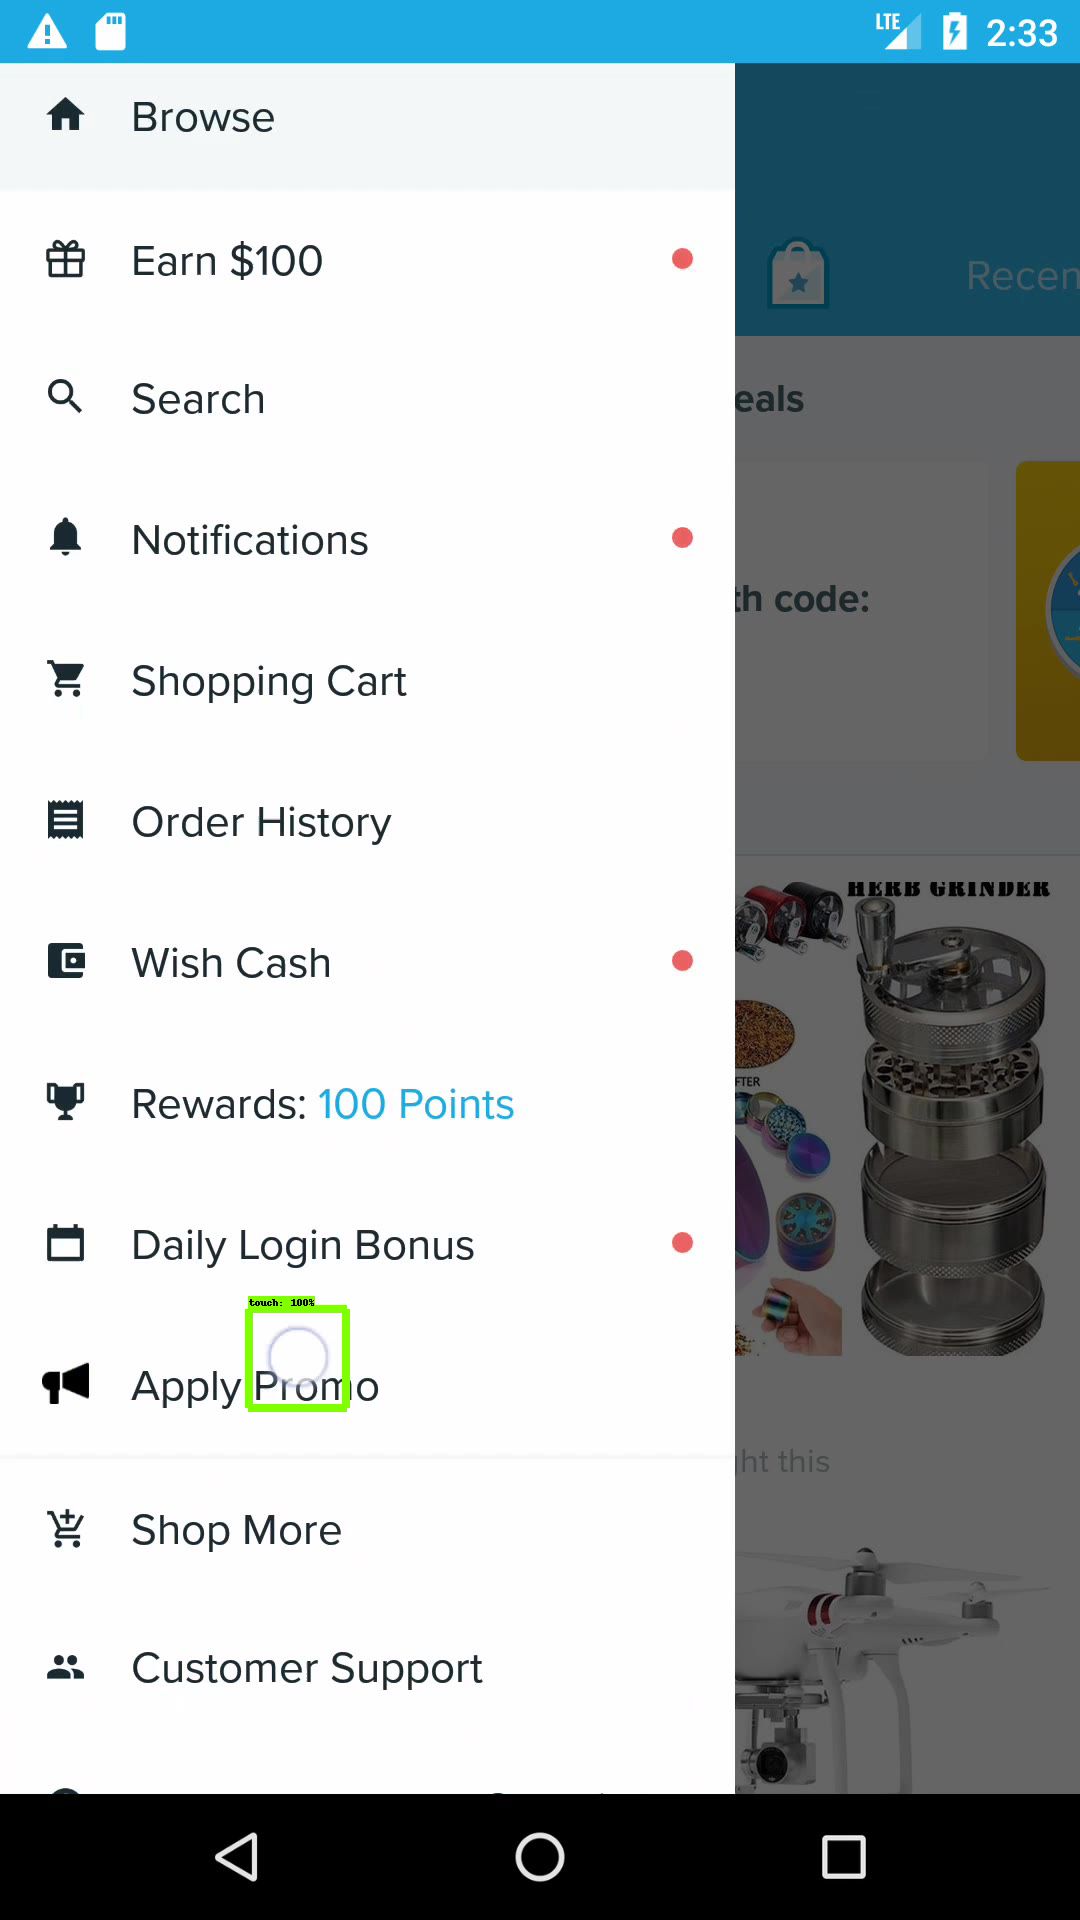 LTE 2:33
Browse
Earn $100
Recen
Search
eals
Notifications
th code:
Shopping Cart
Order History
HERB GRINDER
Wish Cash
FTER
Rewards: 100 Points
Daily Login Bonus
touch: 100%
Apply Promo
ght this
Shop More
Customer Support